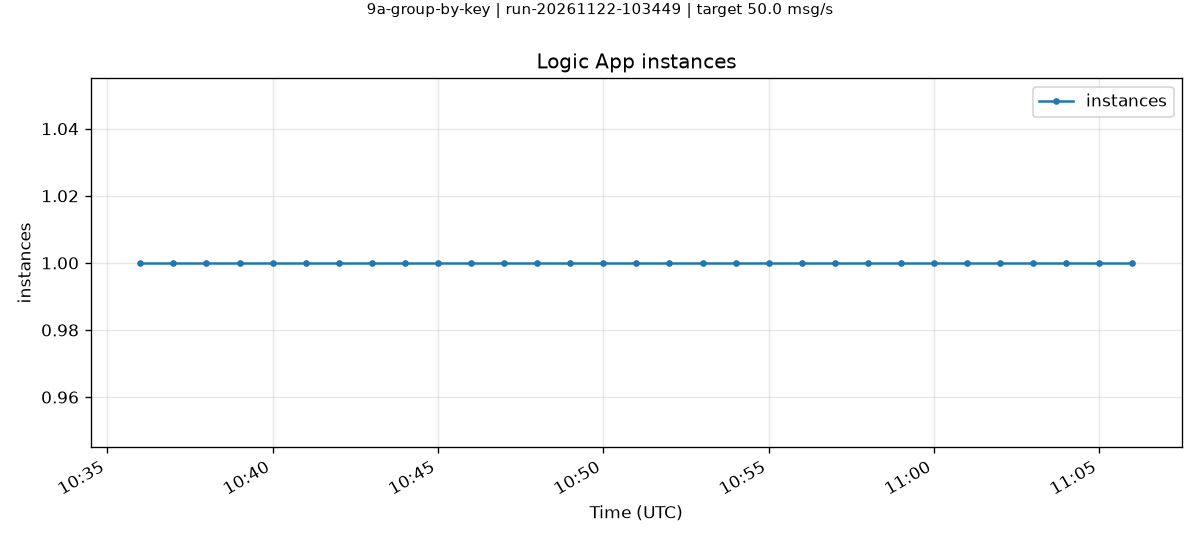 9a-group-by-key | run-20261122-103449 | target 50.0 msg/s
Logic App instances
instances
1.04
1.02
1.00
0.98
0.96
instances
10:35
10:40
10:45
10:50
10:55
11:00
11:05
Time (UTC)